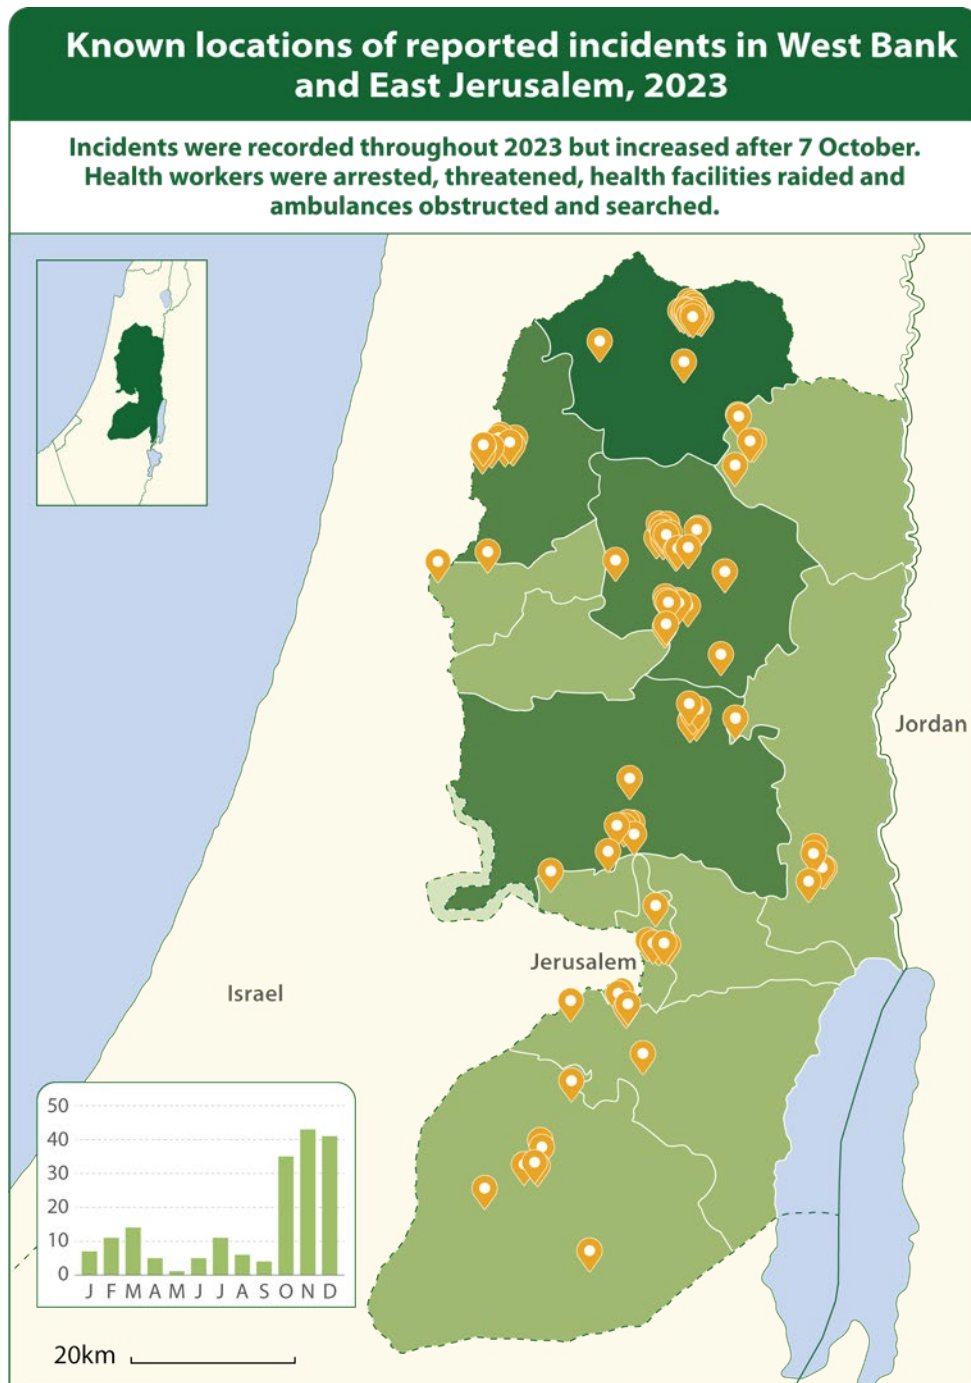 Known locations of reported incidents in West Bank
and East Jerusalem, 2023
Incidents were recorded throughout 2023 but increased after 7 October.
Health workers were arrested, threatened, health facilities raided and
ambulances obstructed and searched.
Jordan
Jerusalem
Israel
50
40
30
20
10
0
J F M A M J J A S O N D
20km